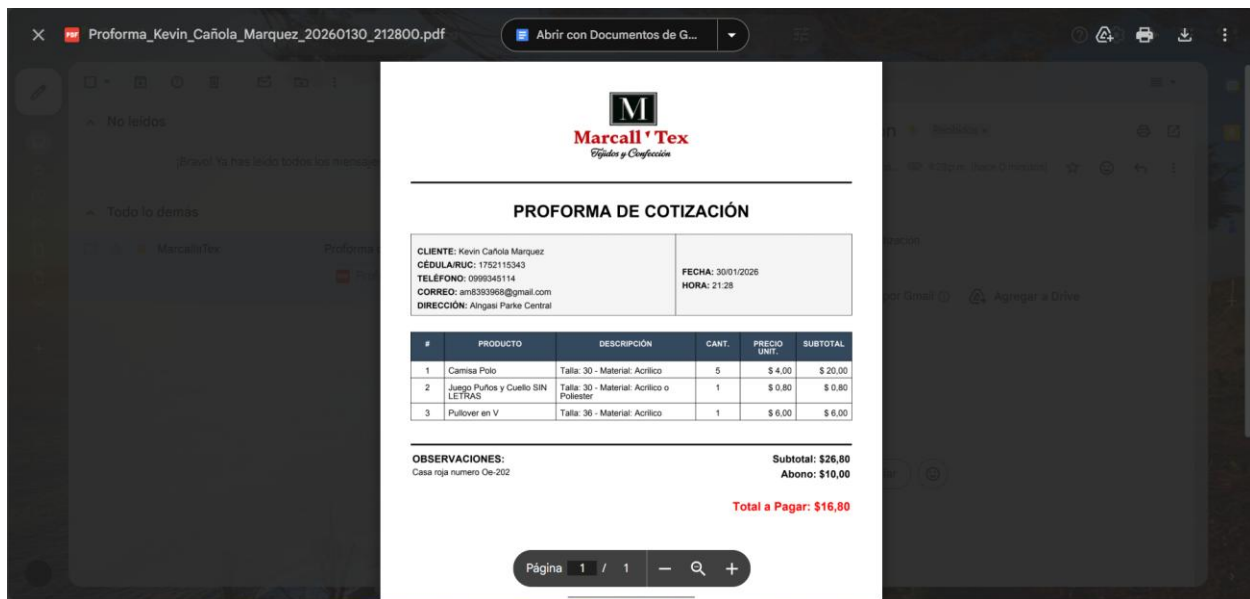 Proforma_Kevin_Cañola_Marquez_20260130_212800.pdf
Abrir con Documentos de G...
No leídos
¡Bravo! Ya has leído todos tus mensaje
Todo lo demás
MarcallTex
Proforma
Agregar a Drive
M
Marcall'Tex
Tejidos y Confección
PROFORMA DE COTIZACIÓN
CLIENTE: Kevin Cañola Marquez
CÉDULA/RUC: 1752115343
TELÉFONO: 0999345114
CORREO: am8393968@gmail.com
DIRECCIÓN: Alngasi Parke Central
FECHA: 30/01/2026
HORA: 21:28
# PRODUCTO DESCRIPCIÓN CANT. PRECIO UNIT. SUBTOTAL
1 Camisa Polo Talla: 30 - Material: Acrilico 5 $ 4,00 $ 20,00
2 Juego Puños y Cuello SIN LETRAS Talla: 30 - Material: Acrilico o Poliester 1 $ 0,80 $ 0,80
3 Pullover en V Talla: 36 - Material: Acrilico 1 $ 6,00 $ 6,00
OBSERVACIONES:
Casa roja numero Oe-202
Subtotal: $26,80
Abono: $10,00
Total a Pagar: $16,80
Página 1 / 1